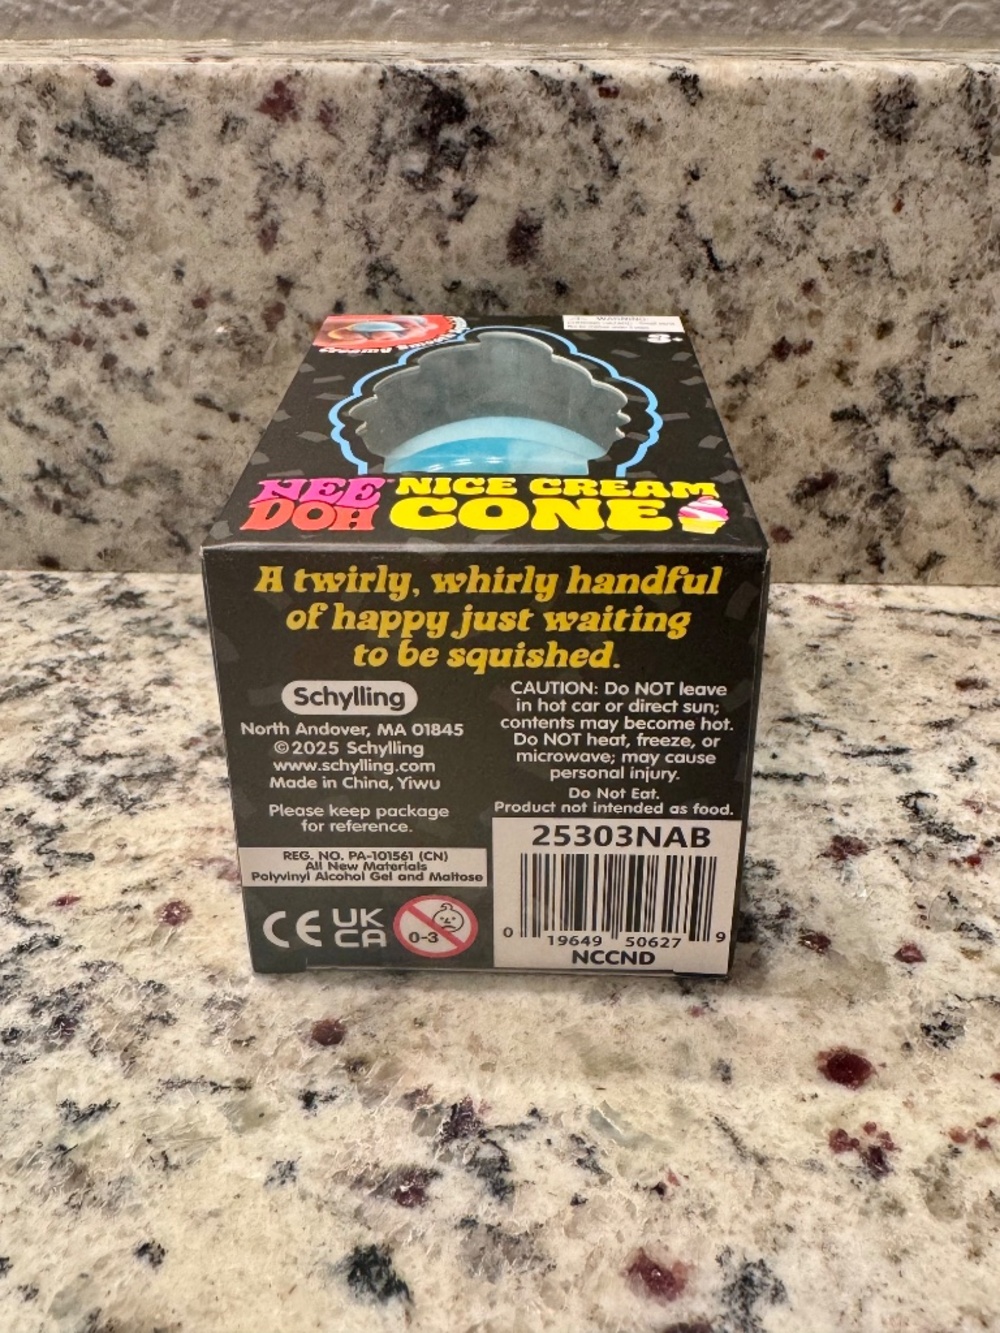 Creamy Smooth
WARNING:
3+
NEE DOH
NICE CREAM
CONE
A twirly, whirly handful
of happy just waiting
to be squished.
Schylling
North Andover, MA 01845
©2025 Schylling
www.schylling.com
Made in China, Yiwu
Please keep package
for reference.
REG. NO. PA-101561 (CN)
All New Materials
Polyvinyl Alcohol Gel and Maltose
CE UK
CA
0-3
CAUTION: Do NOT leave
in hot car or direct sun;
contents may become hot.
Do NOT heat, freeze, or
microwave; may cause
personal injury.
Do Not Eat.
Product not intended as food.
25303NAB
0 19649 50627 9
NCCND